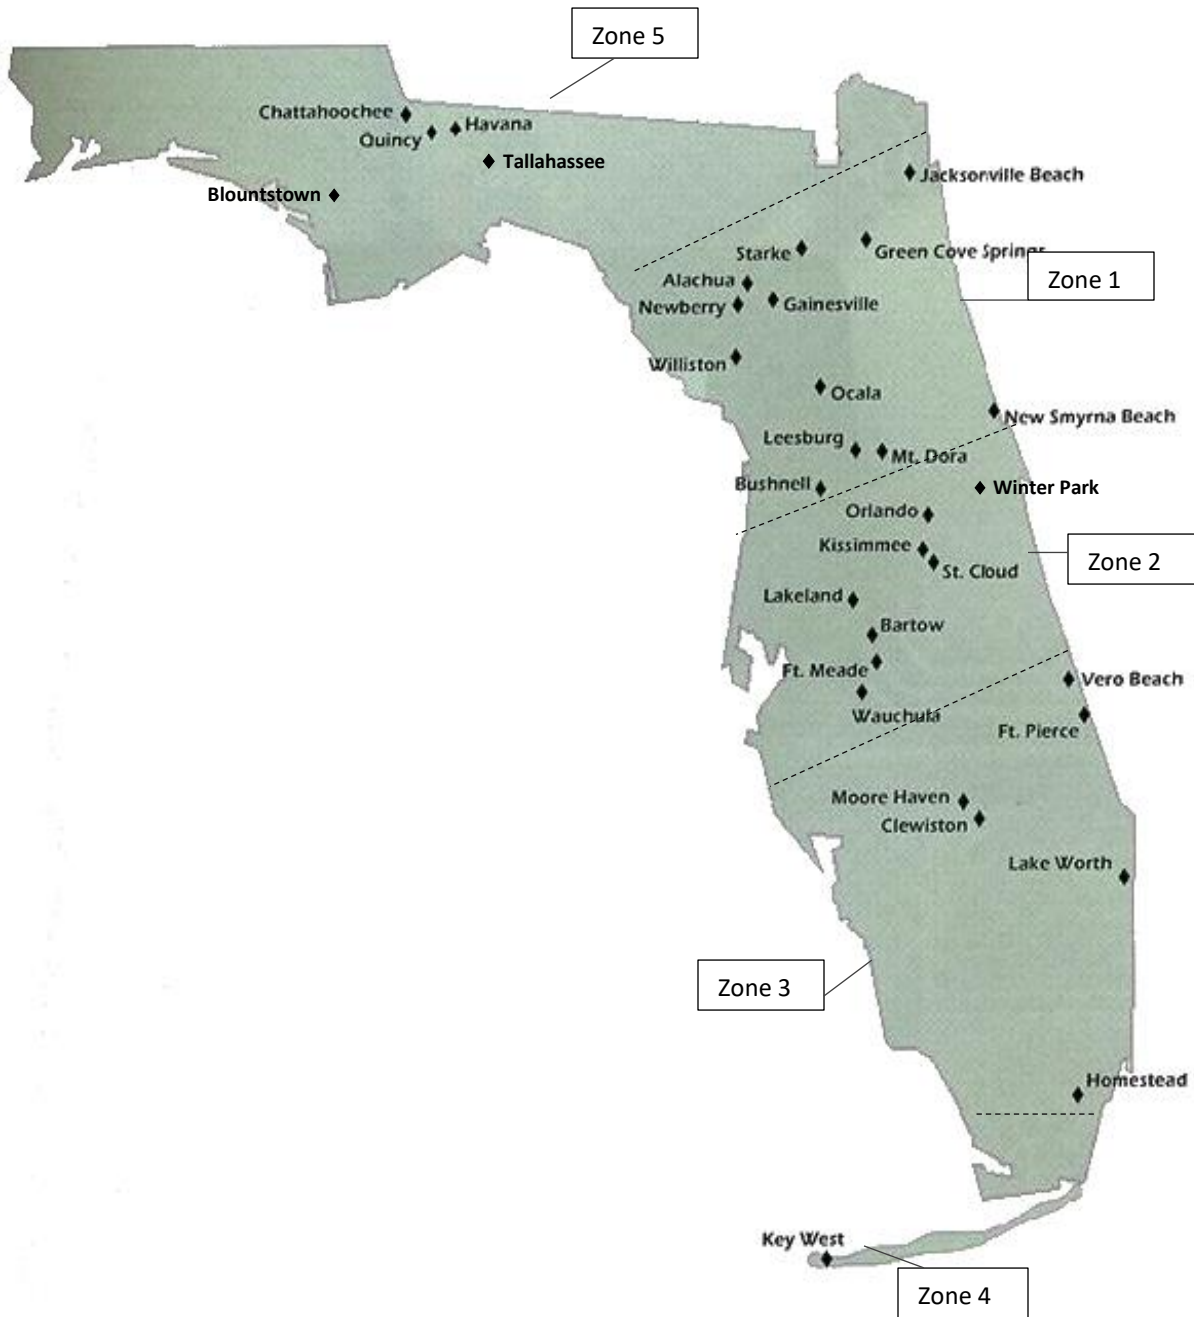 Zone 5
Chattahoochee
Havana
Quincy
Tallahassee
Blountstown
Jacksonville Beach
Starke
Green Cove Springs
Zone 1
Alachua
Newberry
Gainesville
Williston
Ocala
New Smyrna Beach
Leesburg
Mt. Dora
Bushnell
Winter Park
Orlando
Kissimmee
Zone 2
St. Cloud
Lakeland
Bartow
Ft. Meade
Vero Beach
Wauchula
Ft. Pierce
Moore Haven
Clewiston
Lake Worth
Zone 3
Homestead
Key West
Zone 4